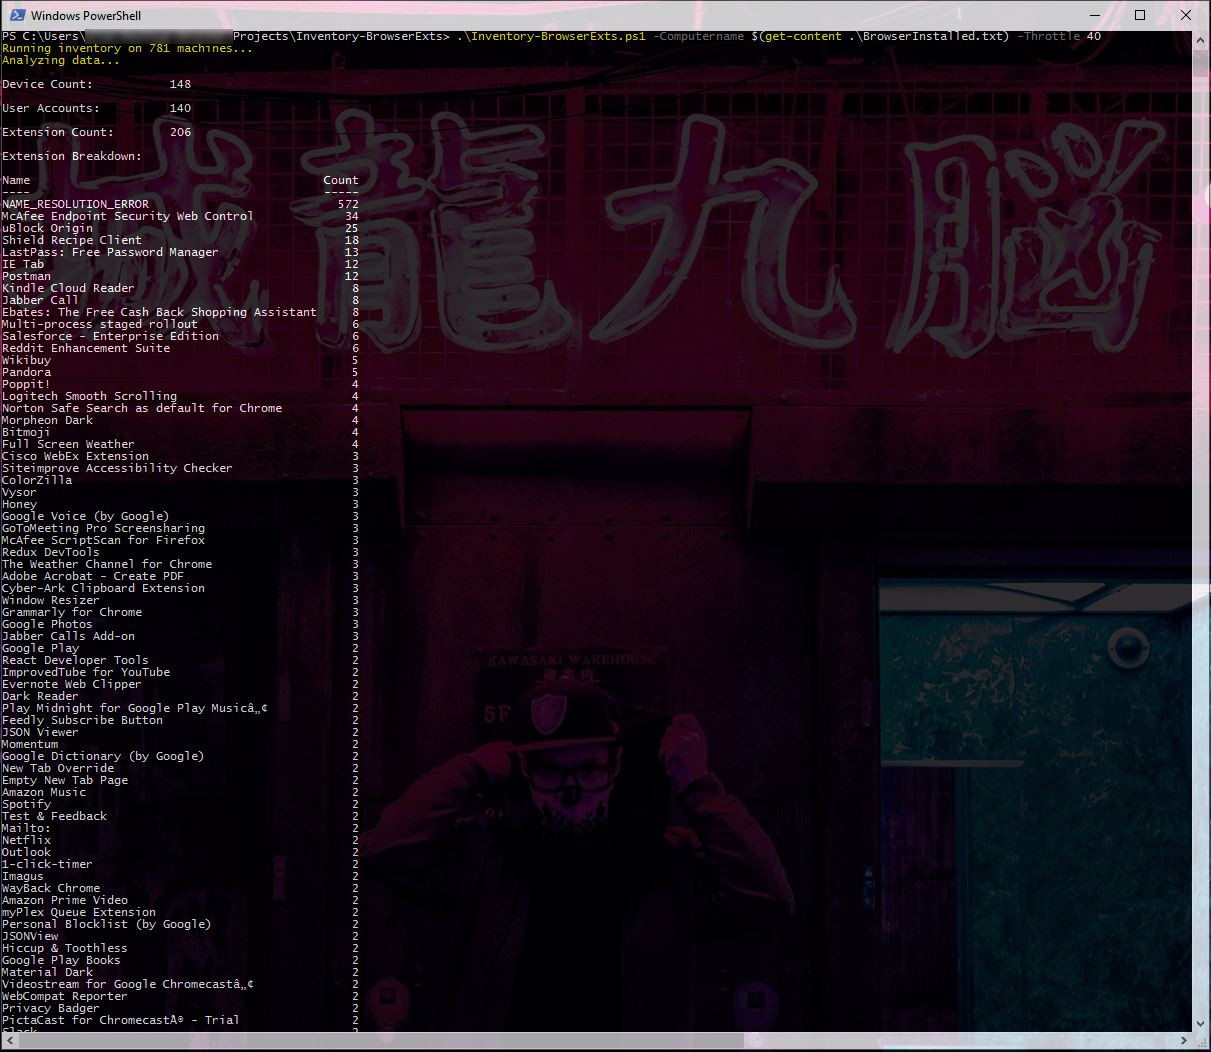 Windows PowerShell
PS C:\Users\ Projects\Inventory-BrowserExts> .\Inventory-BrowserExts.ps1 -Computername $(get-content .\BrowserInstalled.txt) -Throttle 40
Running inventory on 781 machines...
Analyzing data...
Device Count: 148
User Accounts: 140
Extension Count: 206
Extension Breakdown:
城龍九脳
Name Count
---- -----
NAME_RESOLUTION_ERROR 572
McAfee Endpoint Security Web Control 34
uBlock Origin 25
Shield Recipe Client 18
LastPass: Free Password Manager 13
IE Tab 12
Postman 12
Kindle Cloud Reader 8
Jabber Call 8
Ebates: The Free Cash Back Shopping Assistant 8
Multi-process staged rollout 6
Salesforce - Enterprise Edition 6
Reddit Enhancement Suite 6
Wikibuy 5
Pandora 5
Poppit! 4
Logitech Smooth Scrolling 4
Norton Safe Search as default for Chrome 4
Morpheon Dark 4
Bitmoji 4
Full Screen Weather 4
Cisco WebEx Extension 3
Siteimprove Accessibility Checker 3
ColorZilla 3
Vysor 3
Honey 3
Google Voice (by Google) 3
GoToMeeting Pro Screensharing 3
McAfee ScriptScan for Firefox 3
Redux DevTools 3
The Weather Channel for Chrome 3
Adobe Acrobat - Create PDF 3
Cyber-Ark Clipboard Extension 3
Window Resizer 3
Grammarly for Chrome 3
Google Photos 3
Jabber Calls Add-on 3
Google Play 2
React Developer Tools 2
ImprovedTube for YouTube 2
Evernote Web Clipper 2
Dark Reader 2
Play Midnight for Google Play Musicâ„¢ 2
Feedly Subscribe Button 2
JSON Viewer 2
Momentum 2
Google Dictionary (by Google) 2
New Tab Override 2
Empty New Tab Page 2
Amazon Music 2
Spotify 2
Test & Feedback 2
Mailto: 2
Netflix 2
Outlook 2
1-click-timer 2
Imagus 2
WayBack Chrome 2
Amazon Prime Video 2
myPlex Queue Extension 2
Personal Blocklist (by Google) 2
JSONView 2
Hiccup & Toothless 2
Google Play Books 2
Material Dark 2
Videostream for Google Chromecastâ„¢ 2
WebCompat Reporter 2
Privacy Badger 2
PictaCast for ChromecastÂ® - Trial 2
Slack 2
KAWASAKI WAREHOUSE
5F